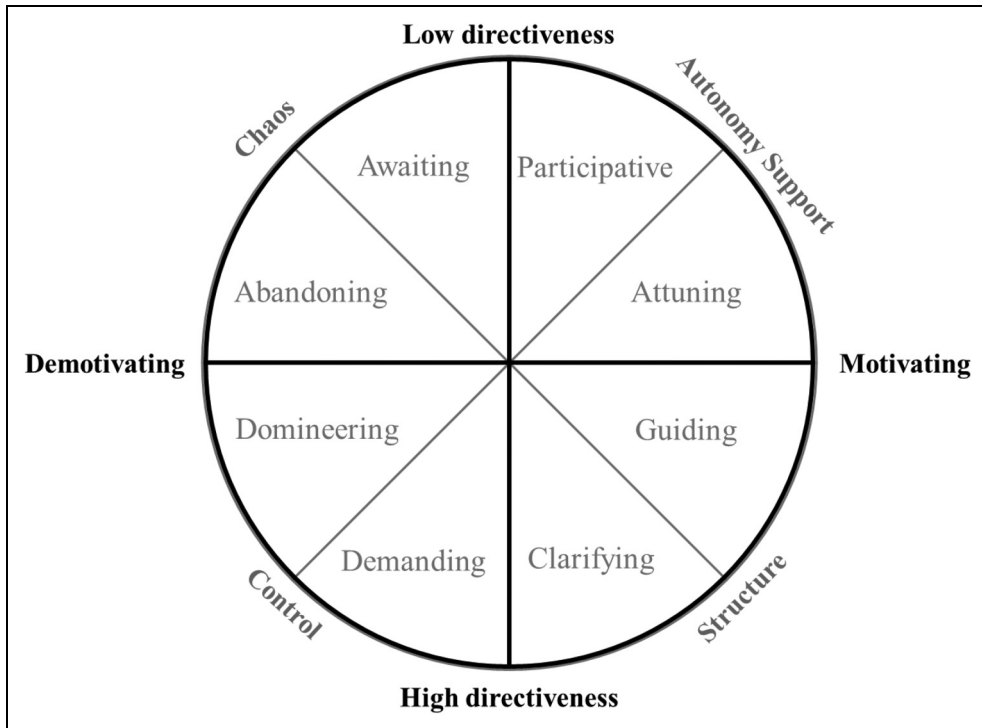 Low directiveness
Chaos
Autonomy Support
Awaiting
Participative
Abandoning
Attuning
Demotivating
Motivating
Domineering
Guiding
Demanding
Clarifying
Control
Structure
High directiveness